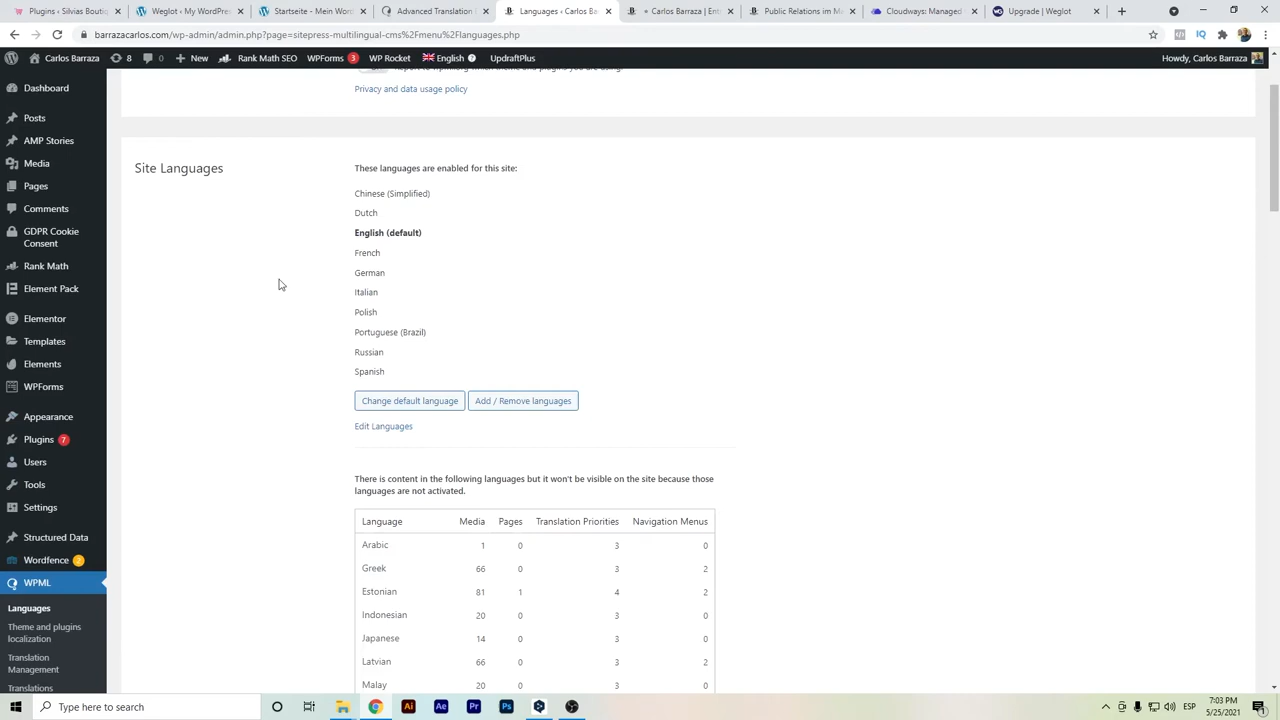 Plugins ‹ Silvias Bouti
Weglot ‹ My WordPres
Startseite - Mein Wordp
Translation Priorities ‹
Languages ‹ Carlos Ba
• Carlos Barraza | Entre
Public Relations im Mo
Cloudways Managed C
Upgrade | Weglot
barrazacarlos.com/wp-admin/admin.php?page=sitepress-multilingual-cms%2Fmenu%2Flanguages.php
Carlos Barraza 8 0 New Rank Math SEO WPForms 3 WP Rocket English UpdraftPlus Howdy, Carlos Barraza
Dashboard
Posts
AMP Stories
Media
Pages
Comments
GDPR Cookie
Consent
Rank Math
Element Pack
Elementor
Templates
Elements
WPForms
Appearance
Plugins 7
Users
Tools
Settings
Structured Data
Wordfence 2
WPML
Languages
Theme and plugins
localization
Translation
Management
Translations
Privacy and data usage policy
Site Languages
These languages are enabled for this site:
Chinese (Simplified)
Dutch
English (default)
French
German
Italian
Polish
Portuguese (Brazil)
Russian
Spanish
Change default language Add / Remove languages
Edit Languages
There is content in the following languages but it won't be visible on the site because those
languages are not activated.
Language Media Pages Translation Priorities Navigation Menus
Arabic 1 0 3 0
Greek 66 0 3 2
Estonian 81 1 4 2
Indonesian 20 0 3 0
Japanese 14 0 3 0
Latvian 66 0 3 2
Malay 20 0 3 0
Type here to search
ESP
7:03 PM
5/25/2021